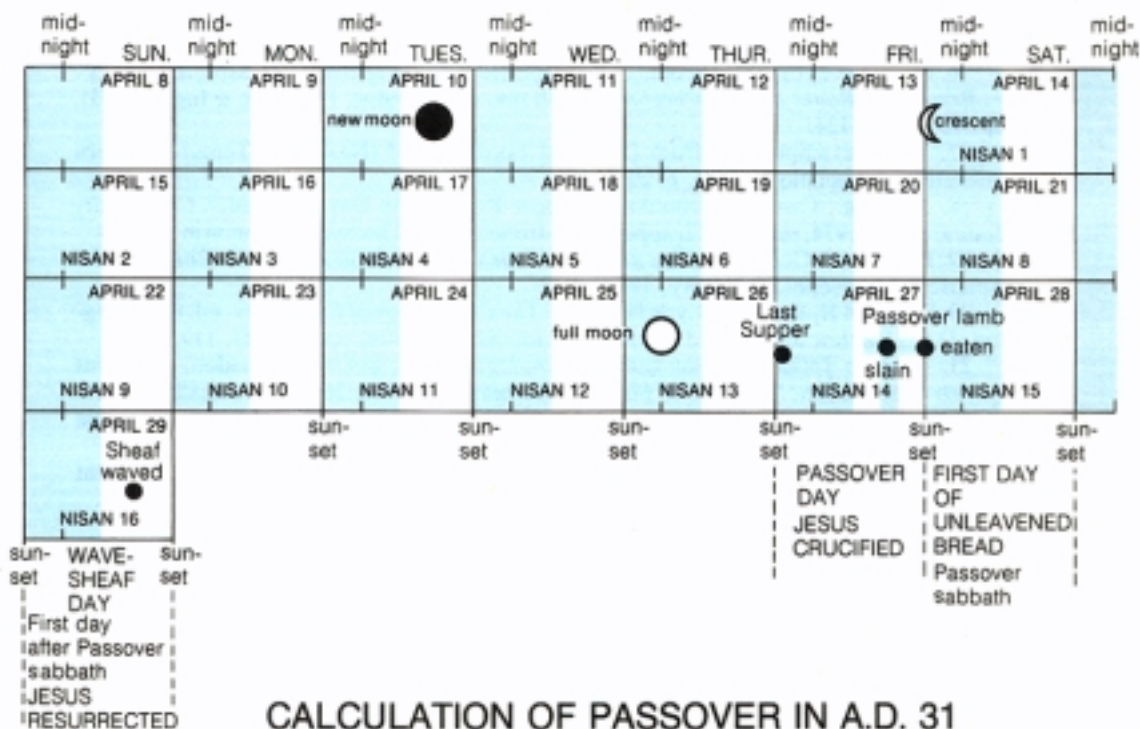 mid- mid- mid- mid- mid- mid- mid- mid-
night SUN. night MON. night TUES. night WED. night THUR. night FRI. night SAT. night
APRIL 8 APRIL 9 APRIL 10 APRIL 11 APRIL 12 APRIL 13 APRIL 14
new moon crescent
NISAN 1
APRIL 15 APRIL 16 APRIL 17 APRIL 18 APRIL 19 APRIL 20 APRIL 21
NISAN 2 NISAN 3 NISAN 4 NISAN 5 NISAN 6 NISAN 7 NISAN 8
APRIL 22 APRIL 23 APRIL 24 APRIL 25 APRIL 26 APRIL 27 APRIL 28
Last Passover lamb
full moon Supper
eaten
slain
NISAN 9 NISAN 10 NISAN 11 NISAN 12 NISAN 13 NISAN 14 NISAN 15
APRIL 29 sun- sun- sun- sun- sun- sun-
Sheaf set set set set set set
waved
NISAN 16
PASSOVER
DAY
JESUS
CRUCIFIED
FIRST DAY
OF
UNLEAVENED
BREAD
Passover
sabbath
sun- WAVE- sun-
set SHEAF set
DAY
First day
after Passover
sabbath
JESUS
RESURRECTED
CALCULATION OF PASSOVER IN A.D. 31